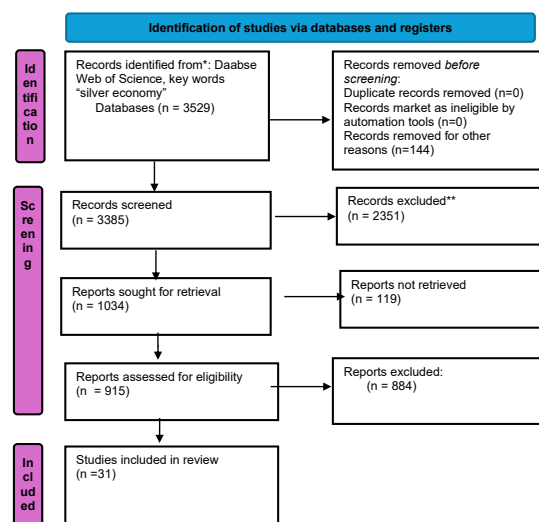 Identification of studies via databases and registers
Id
en
tifi
ca
tio
n
Records identified from*: Daabse
Web of Science, key words
“silver economy”
Databases (n = 3529)
Records removed before
screening:
Duplicate records removed (n=0)
Records market as ineligible by
automation tools (n=0)
Records removed for other
reasons (n=144)
Sc
re
en
in
g
Records screened
(n = 3385)
Records excluded**
(n = 2351)
Reports sought for retrieval
(n = 1034)
Reports not retrieved
(n = 119)
Reports assessed for eligibility
(n = 915)
Reports excluded:
(n = 884)
In
cl
ud
ed
Studies included in review
(n =31)